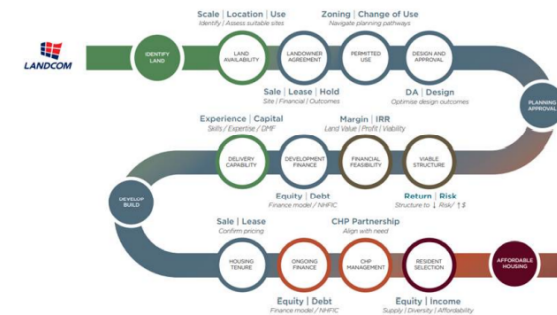 Scale | Location | Use
Identify | Assess suitable sites
Zoning | Change of Use
Navigate planning pathways
LANDCOM
IDENTIFY
LAND
LAND
AVAILABILITY
LANDOWNER
AGREEMENT
PERMITTED
USE
DESIGN AND
APPROVAL
Sale | Lease | Hold
Site | Financial | Outcomes
DA | Design
Optimise design outcomes
PLANNING
APPROVAL
Experience | Capital
Skills / Expertise / DMF
Margin | IRR
Land Value | Profit | Viability
DELIVERY
CAPABILITY
DEVELOPMENT
FINANCE
FINANCIAL
FEASIBILITY
VIABLE
STRUCTURE
Equity | Debt
Finance model / NHFIC
Return | Risk
Structure to ↓ Risk/ ↑$
DEVELOP
BUILD
Sale | Lease
Confirm pricing
CHP Partnership
Align with need
HOUSING
TENURE
ONGOING
FINANCE
CHP
MANAGEMENT
RESIDENT
SELECTION
AFFORDABLE
HOUSING
Equity | Debt
Finance model / NHFIC
Equity | Income
Supply | Diversity | Affordability